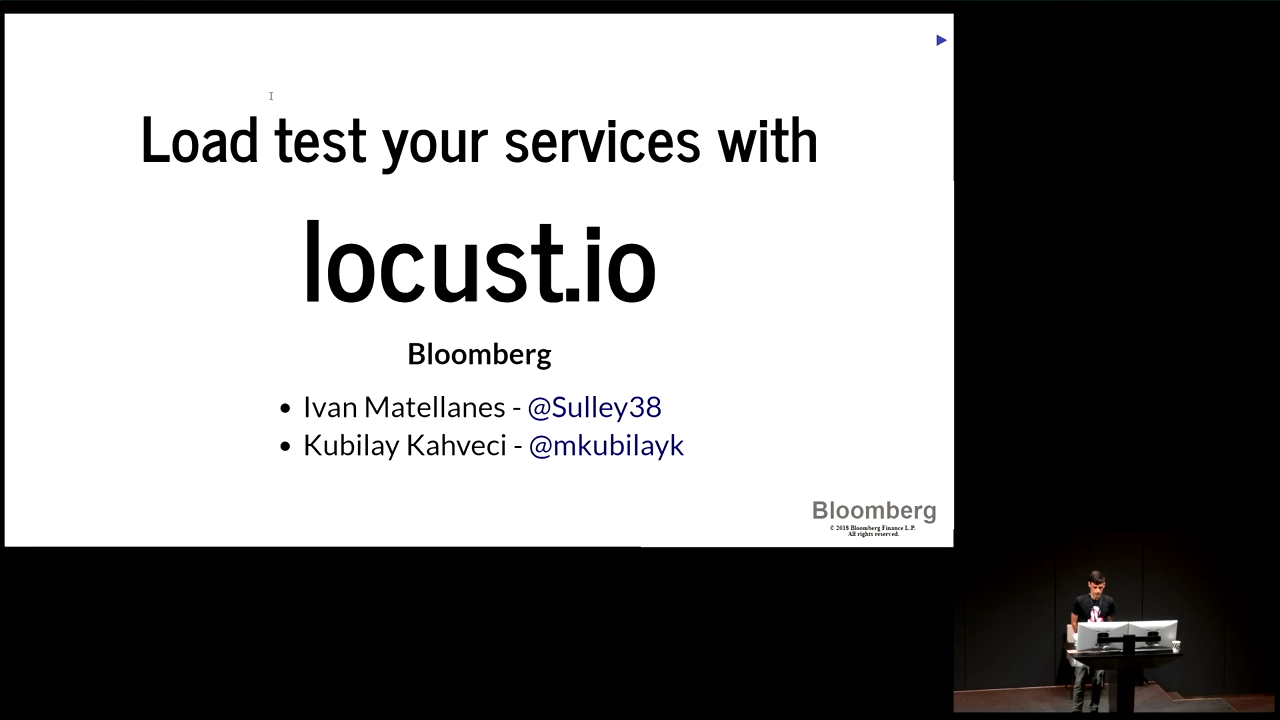 Load test your services with
locust.io
Bloomberg
• Ivan Matellanes - @Sulley38
• Kubilay Kahveci - @mkubilayk
Bloomberg
© 2018 Bloomberg Finance L.P.
All rights reserved.